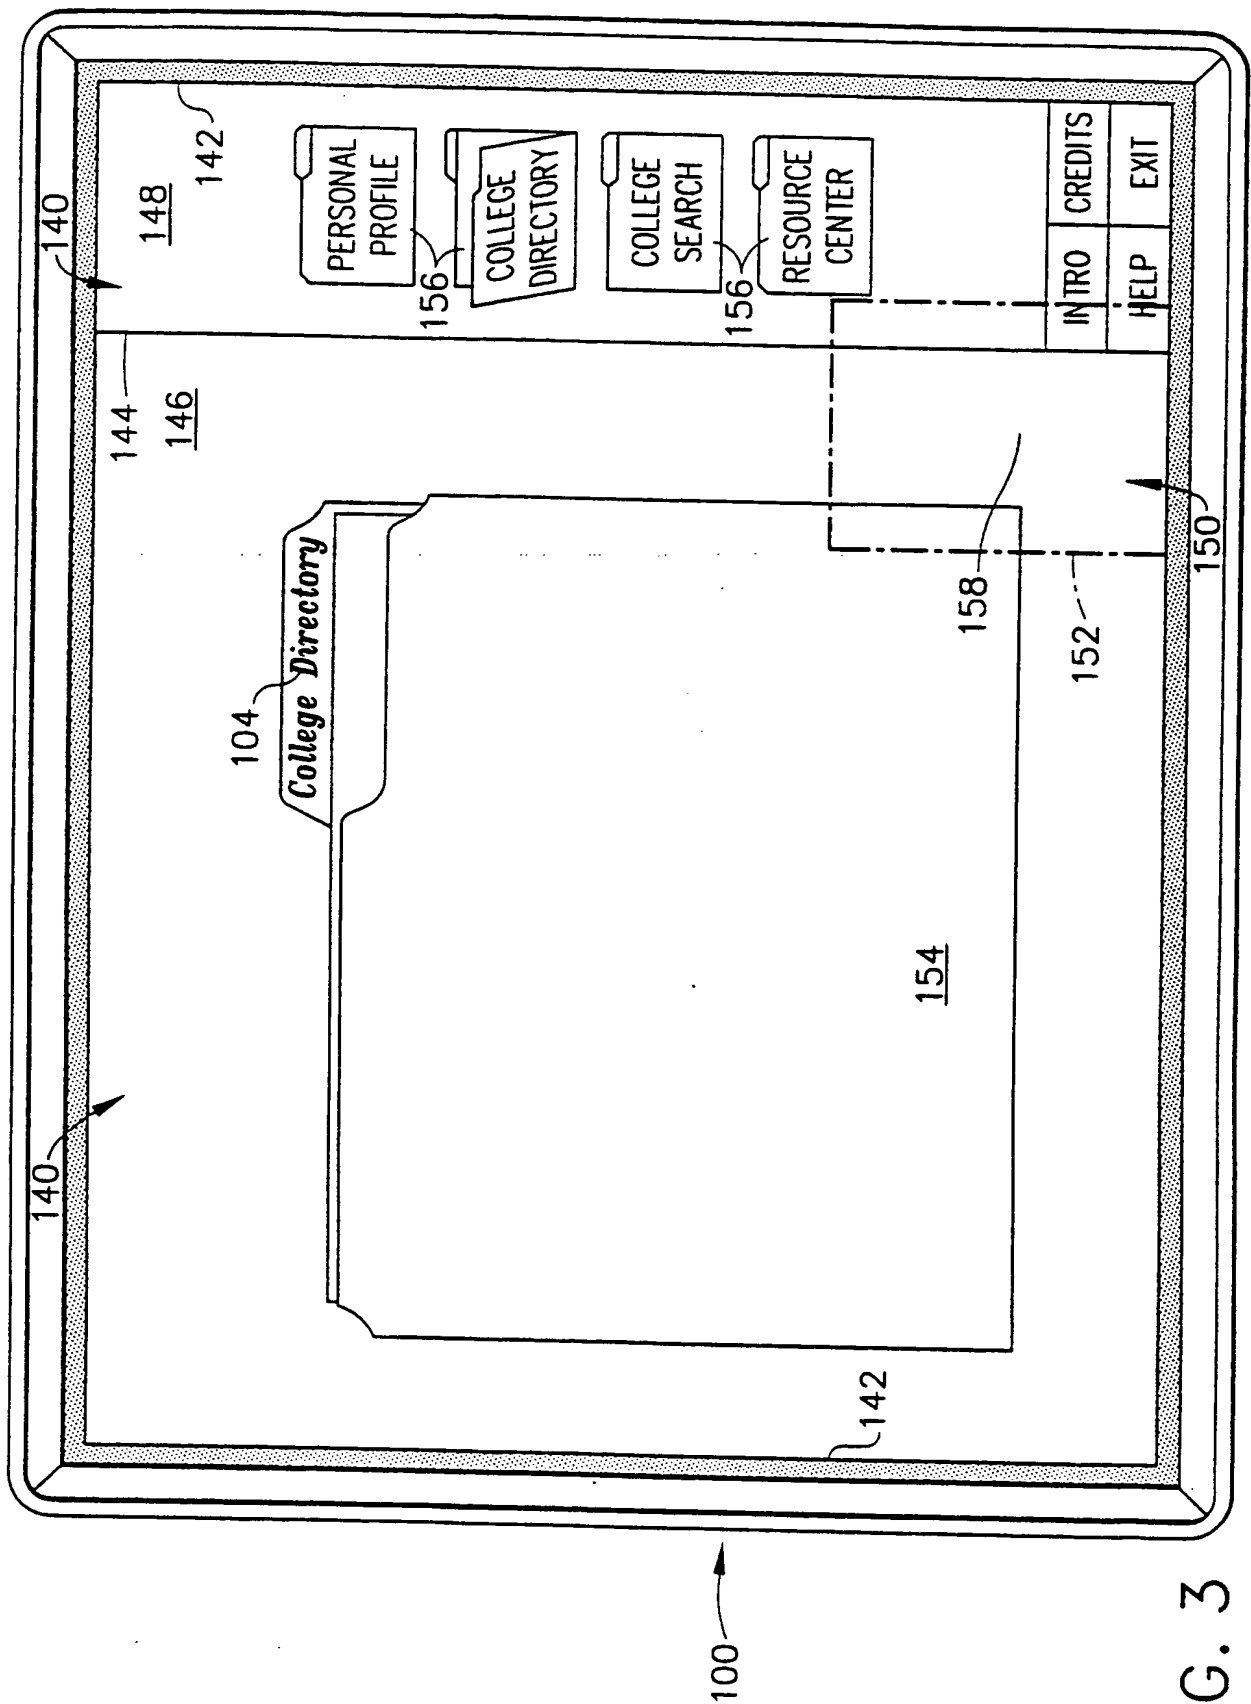 140
140
148
142
144
146
104
College Directory
PERSONAL
PROFILE
156
COLLEGE
DIRECTORY
COLLEGE
SEARCH
100
156
RESOURCE
CENTER
142
154
158
INTRO CREDITS
152
HELP EXIT
150
G. 3